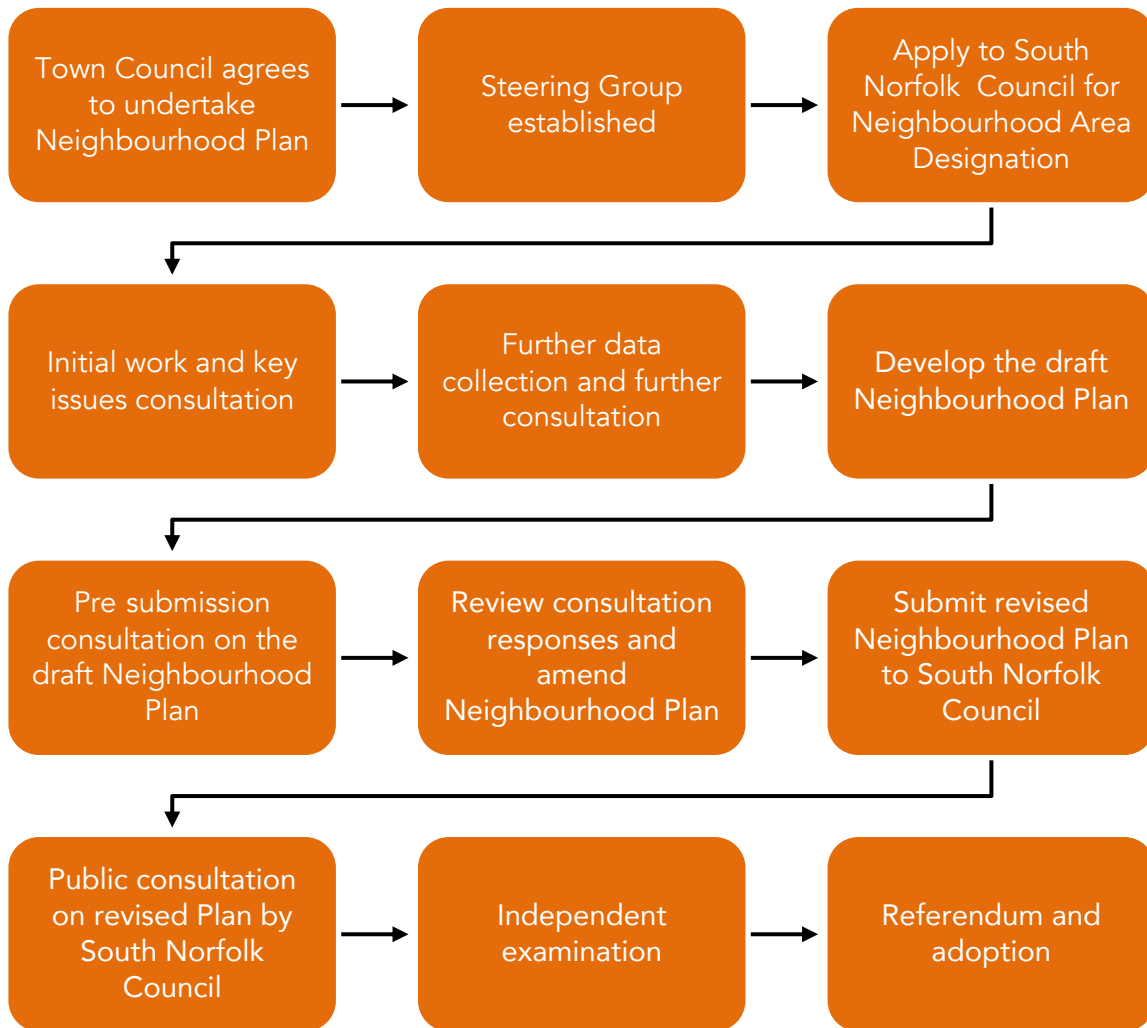 Town Council agrees
to undertake
Neighbourhood Plan
Steering Group
established
Apply to South
Norfolk  Council for
Neighbourhood Area
Designation
Initial work and key
issues consultation
Further data
collection and further
consultation
Develop the draft
Neighbourhood Plan
Pre submission
consultation on the
draft Neighbourhood
Plan
Review consultation
responses and
amend
Neighbourhood Plan
Submit revised
Neighbourhood Plan
to South Norfolk
Council
Public consultation
on revised Plan by
South Norfolk
Council
Independent
examination
Referendum and
adoption